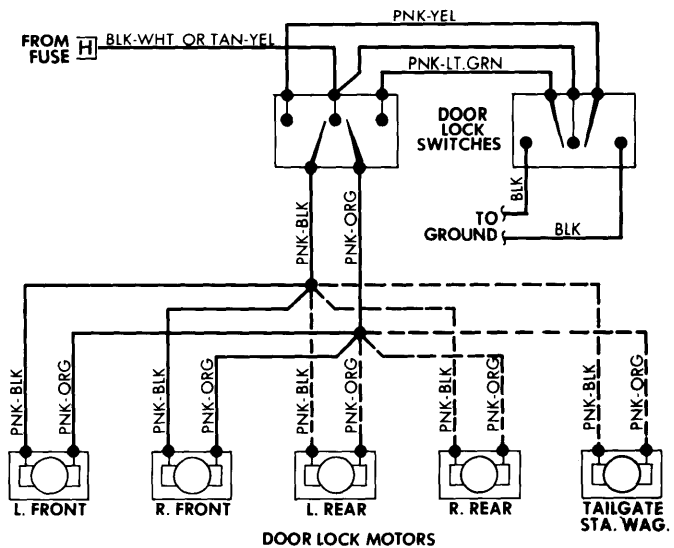 PNK-YEL
FROM
FUSE
H
BLK-WHT OR TAN-YEL
PNK-LT.GRN
DOOR
LOCK
SWITCHES
BLK
TO
GROUND
BLK
PNK-BLK
PNK-ORG
PNK-BLK
PNK-ORG
PNK-BLK
PNK-ORG
PNK-BLK
PNK-ORG
PNK-BLK
PNK-ORG
PNK-BLK
PNK-ORG
L. FRONT
R. FRONT
L. REAR
R. REAR
TAILGATE
STA. WAG.
DOOR LOCK MOTORS